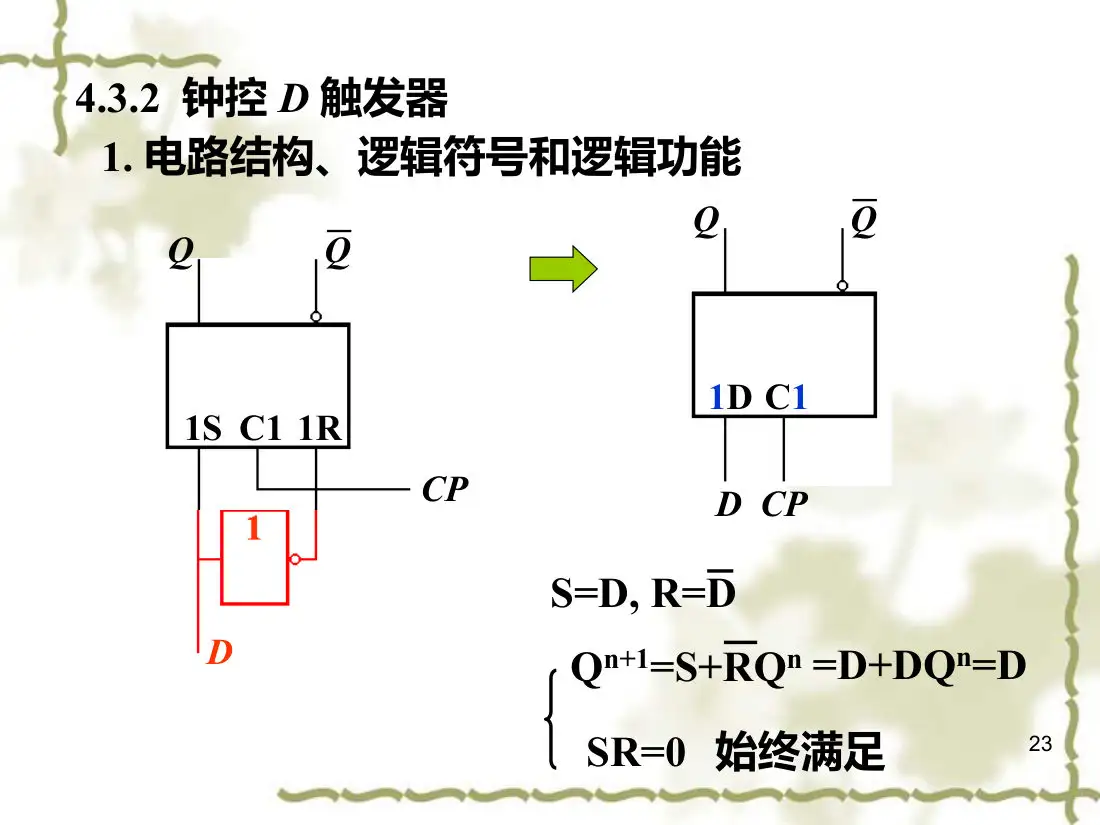 4.3.2 钟控 D 触发器
1. 电路结构、逻辑符号和逻辑功能
Q Q̅
Q Q̅
1S C1 1R
1D C1
CP
D CP
1
D
S=D, R=D̅
Qⁿ⁺¹=S+R̅Qⁿ =D+DQⁿ=D
SR=0 始终满足
23